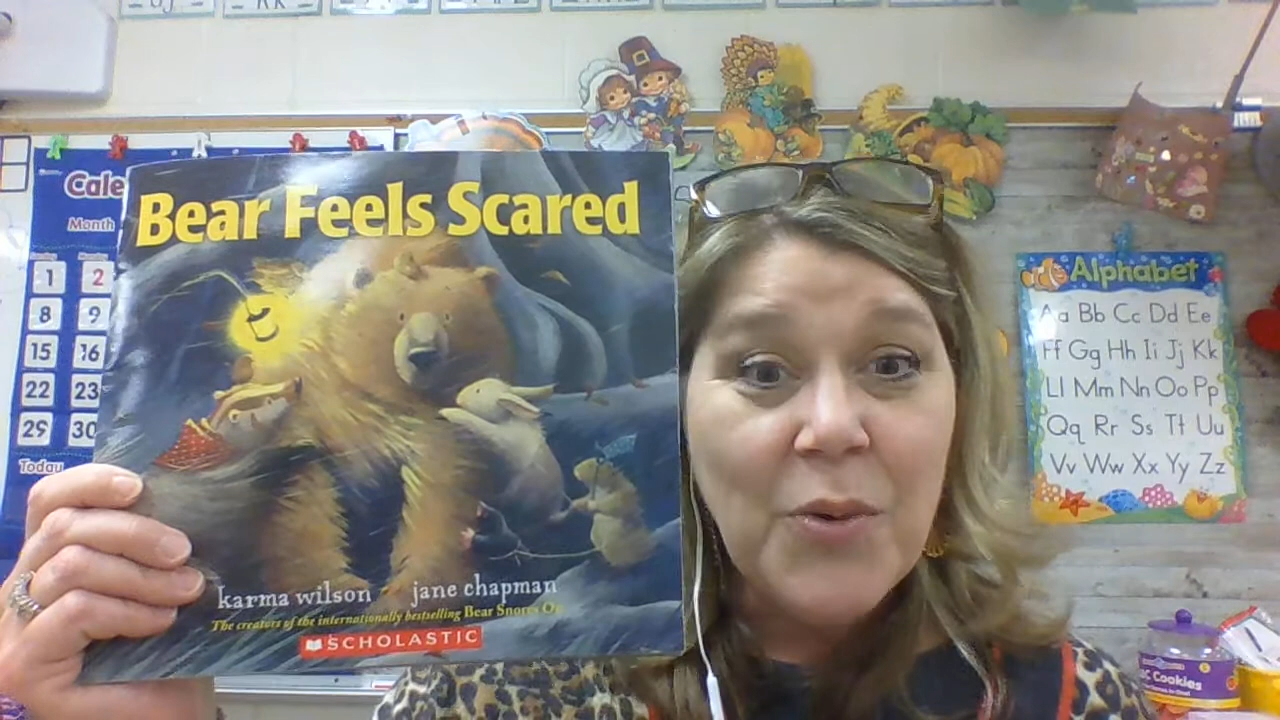 Bear Feels Scared
karma wilson jane chapman
The creators of the internationally bestselling Bear Snores
SCHOLASTIC
Cale
Month
1 2
8 9
15 16
22 23
29 30
Today
Alphabet
Aa Bb Cc Dd Ee
Ff Gg Hh Ii Jj Kk
Ll Mm Nn Oo Pp
Qq Rr Ss Tt Uu
Vv Ww Xx Yy Zz
Cookies